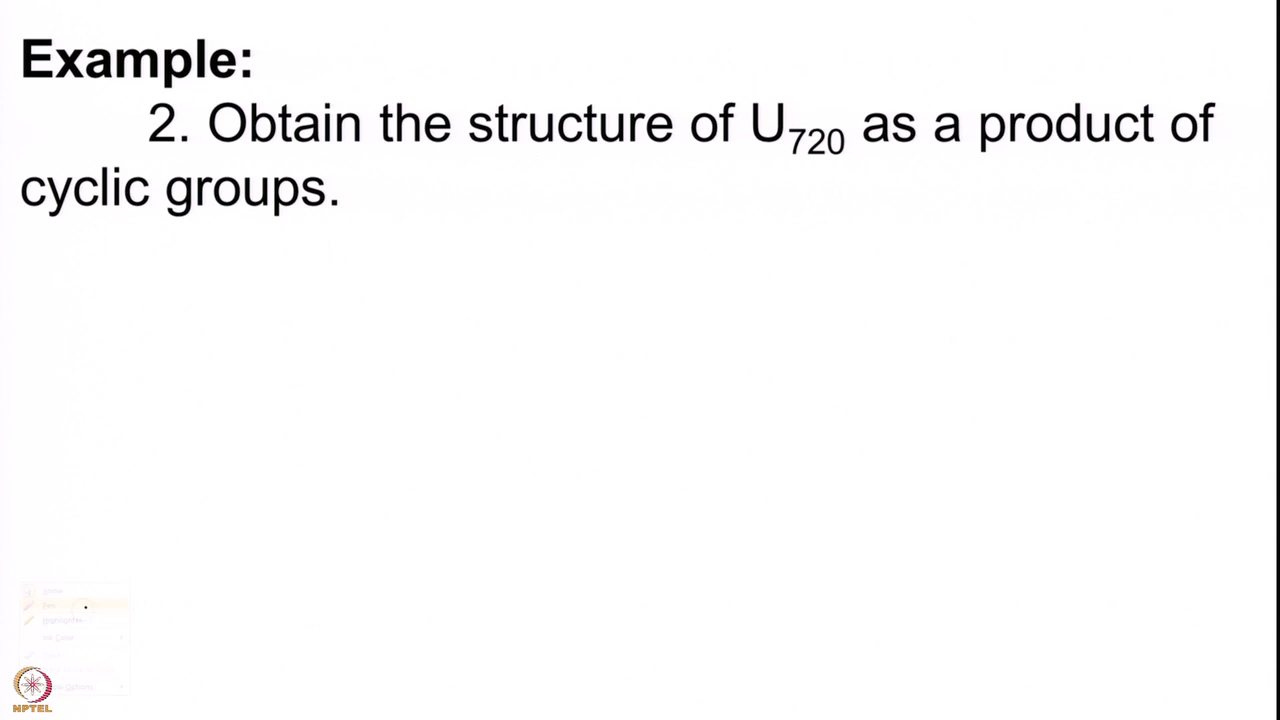 Example:
2. Obtain the structure of U₇₂₀ as a product of
cyclic groups.
NPTEL